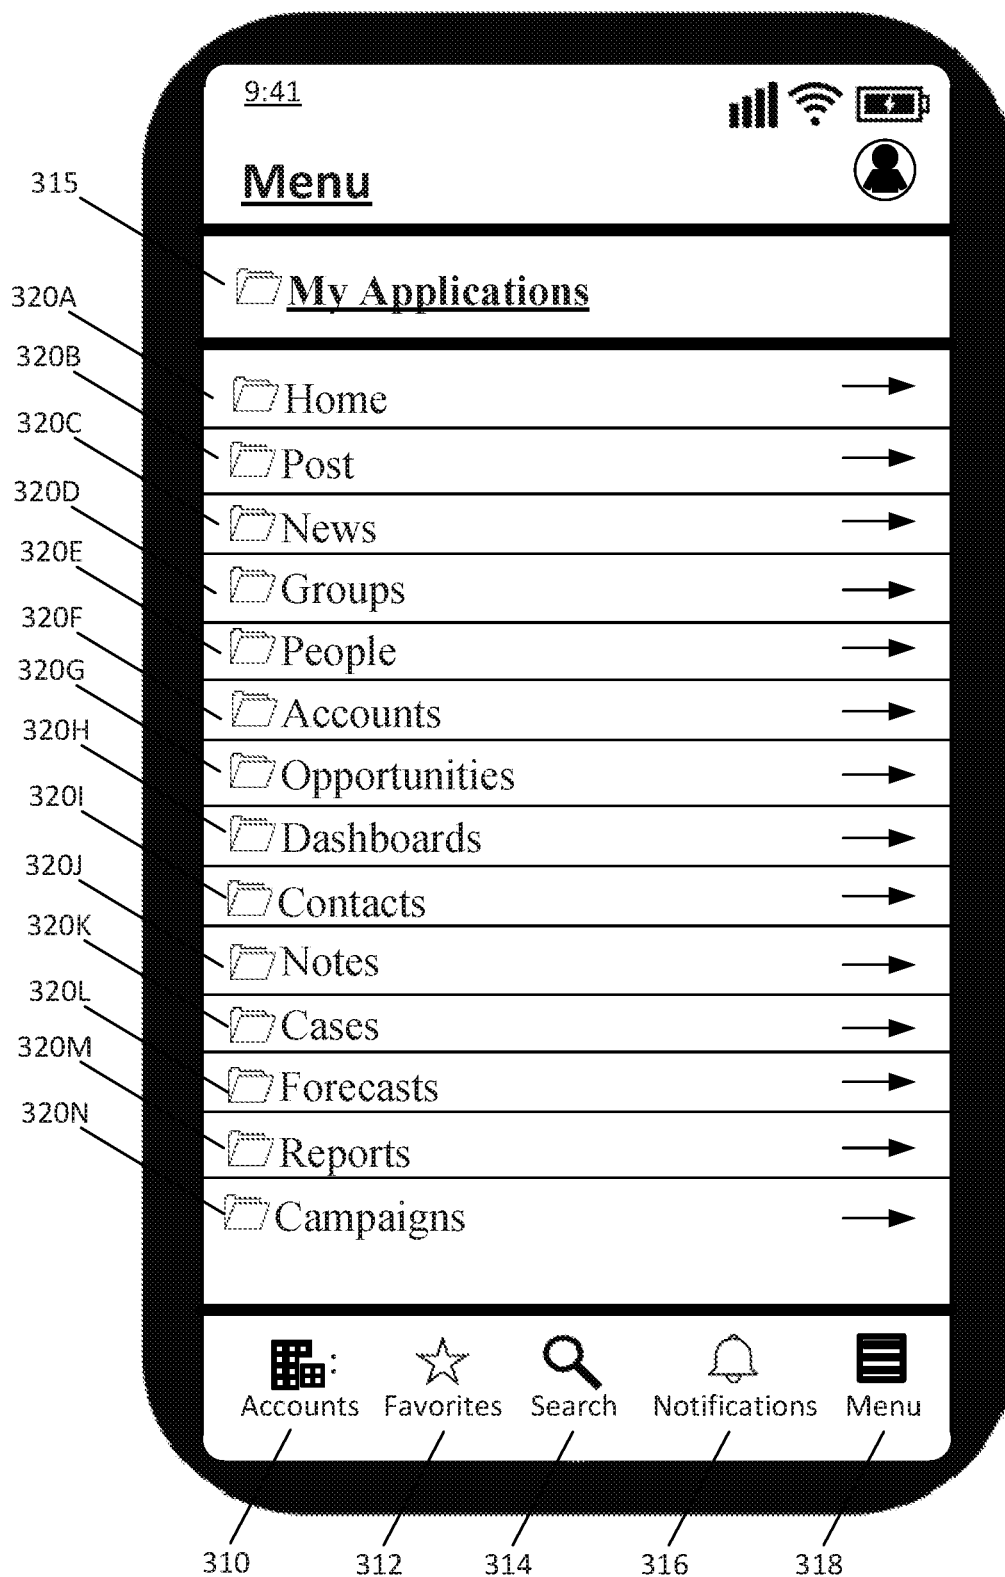 9:41
Menu
315
My Applications
320A
Home
320B
Post
320C
News
320D
Groups
320E
People
320F
Accounts
320G
Opportunities
320H
Dashboards
320I
Contacts
320J
Notes
320K
Cases
320L
Forecasts
320M
Reports
320N
Campaigns
Accounts Favorites Search Notifications Menu
310 312 314 316 318